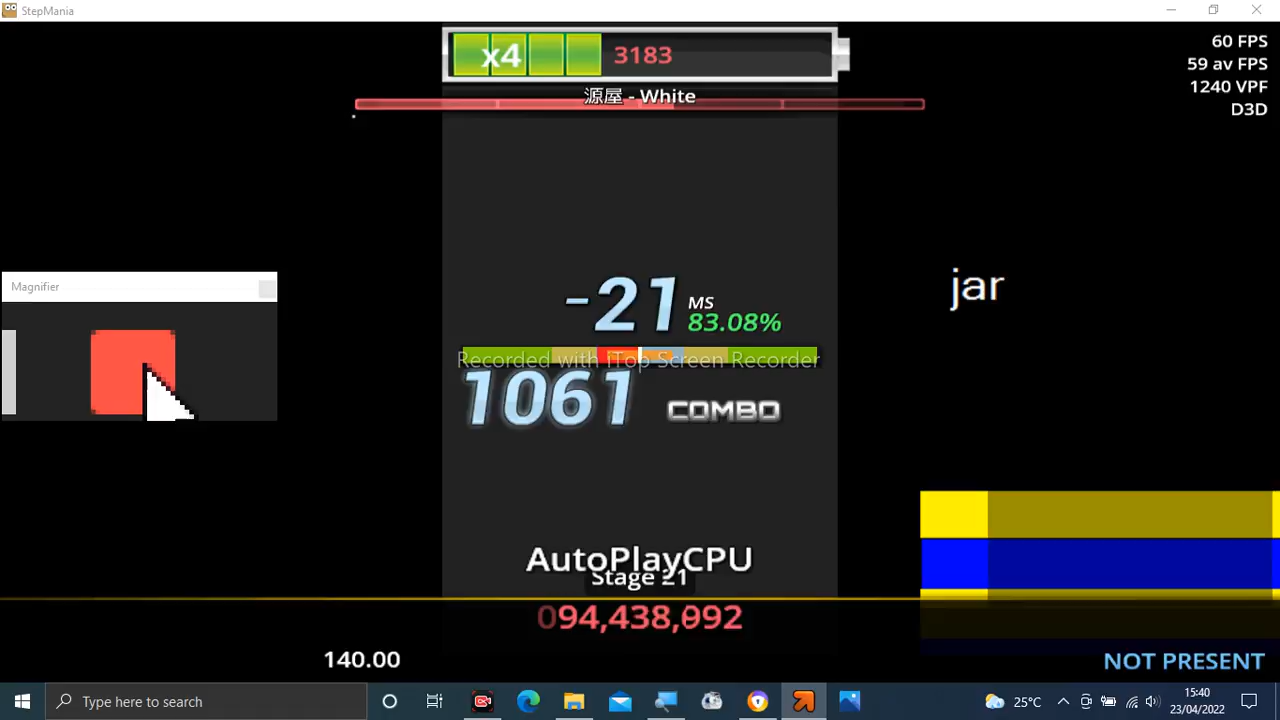 StepMania
x4 3183
60 FPS
59 av FPS
1240 VPF
D3D
源屋 - White
Magnifier
-21 MS
83.08%
jar
Recorded with iTop Screen Recorder
1061 COMBO
AutoPlayCPU
Stage 21
094,438,092
140.00
NOT PRESENT
Type here to search
25°C
15:40
23/04/2022